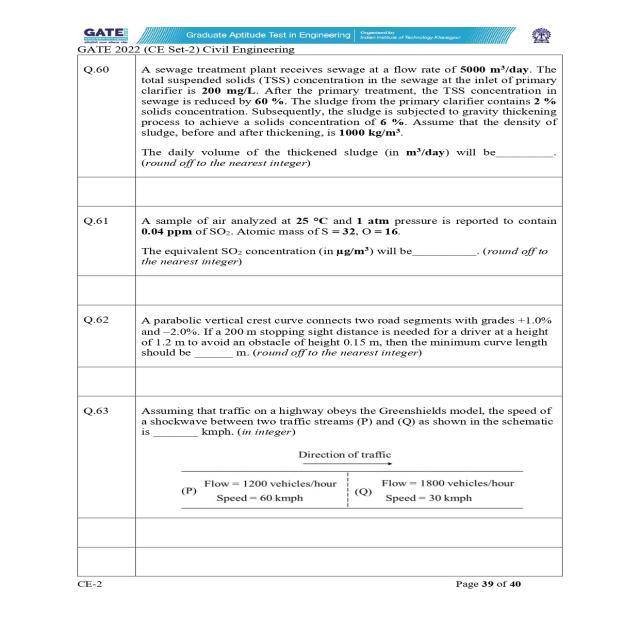 GATE
Graduate Aptitude Test in Engineering
Organised by
Indian Institute of Technology Kharagpur
GATE 2022 (CE Set-2) Civil Engineering
Q.60
A sewage treatment plant receives sewage at a flow rate of 5000 m³/day. The
total suspended solids (TSS) concentration in the sewage at the inlet of primary
clarifier is 200 mg/L. After the primary treatment, the TSS concentration in
sewage is reduced by 60 %. The sludge from the primary clarifier contains 2 %
solids concentration. Subsequently, the sludge is subjected to gravity thickening
process to achieve a solids concentration of 6 %. Assume that the density of
sludge, before and after thickening, is 1000 kg/m³.
The daily volume of the thickened sludge (in m³/day) will be_________.
(round off to the nearest integer)
Q.61
A sample of air analyzed at 25 °C and 1 atm pressure is reported to contain
0.04 ppm of SO₂. Atomic mass of S = 32, O = 16.
The equivalent SO₂ concentration (in µg/m³) will be__________. (round off to
the nearest integer)
Q.62
A parabolic vertical crest curve connects two road segments with grades +1.0%
and –2.0%. If a 200 m stopping sight distance is needed for a driver at a height
of 1.2 m to avoid an obstacle of height 0.15 m, then the minimum curve length
should be ______ m. (round off to the nearest integer)
Q.63
Assuming that traffic on a highway obeys the Greenshields model, the speed of
a shockwave between two traffic streams (P) and (Q) as shown in the schematic
is ______ kmph. (in integer)
Direction of traffic
(P)
Flow = 1200 vehicles/hour
Speed = 60 kmph
(Q)
Flow = 1800 vehicles/hour
Speed = 30 kmph
CE-2
Page 39 of 40